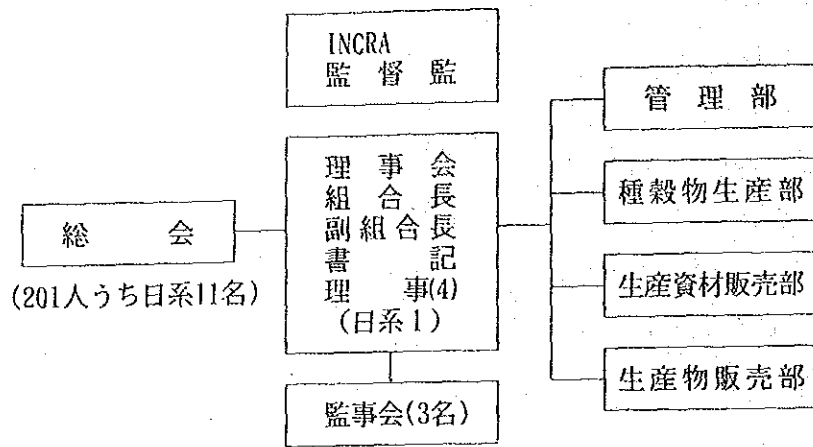 INCRA
監督監
理事会
組合長
副組合長
書記
理事(4)
(日系1)
総会
(201人うち日系11名)
監事会(3名)
管理部
種穀物生産部
生産資材販売部
生産物販売部